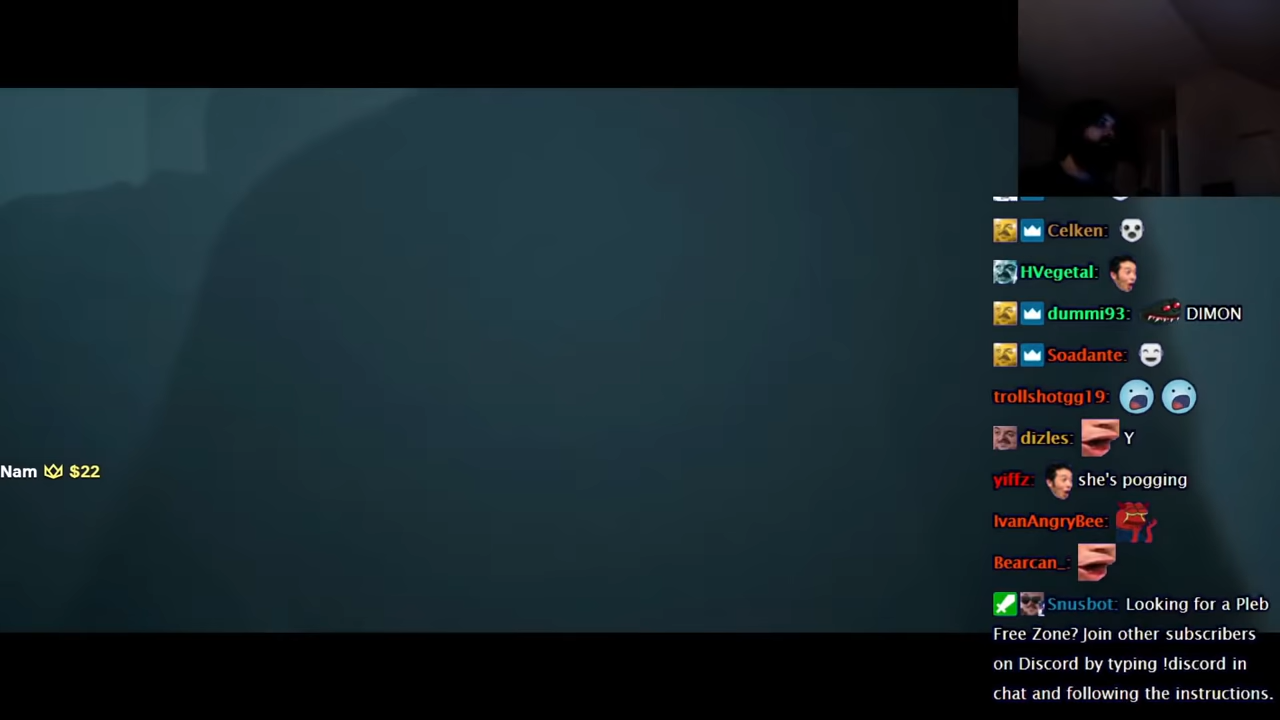 Celken:
HVegetal:
dummi93: DIMON
Soadante:
trollshotgg19:
dizles: Y
yiffz: she's pogging
IvanAngryBee:
Nam $22
Bearcan_:
Snusbot: Looking for a Pleb
Free Zone? Join other subscribers
on Discord by typing !discord in
chat and following the instructions.